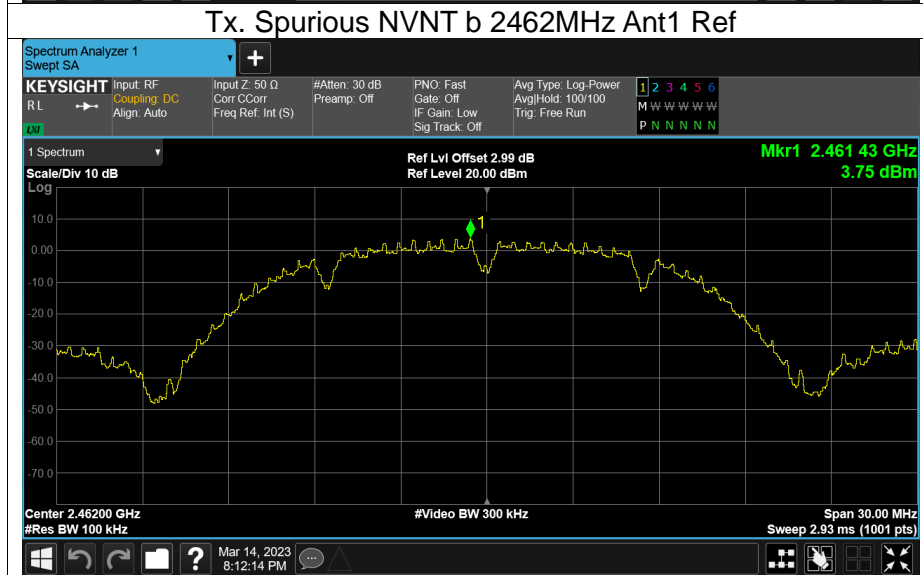 Tx. Spurious NVNT b 2462MHz Ant1 Ref
Spectrum Analyzer 1
Swept SA
+
KEYSIGHT
R L
LXI
Input: RF
Coupling: DC
Align: Auto
Input Z: 50 Ω
Corr CCorr
Freq Ref: Int (S)
#Atten: 30 dB
Preamp: Off
PNO: Fast
Gate: Off
IF Gain: Low
Sig Track: Off
Avg Type: Log-Power
Avg|Hold: 100/100
Trig: Free Run
1 2 3 4 5 6
M W W W W W
P N N N N N
1 Spectrum
Scale/Div 10 dB
Ref Lvl Offset 2.99 dB
Ref Level 20.00 dBm
Mkr1 2.461 43 GHz
3.75 dBm
Log
10.0
0.00
-10.0
-20.0
-30.0
-40.0
-50.0
-60.0
-70.0
1
Center 2.46200 GHz
#Res BW 100 kHz
#Video BW 300 kHz
Span 30.00 MHz
Sweep 2.93 ms (1001 pts)
?
Mar 14, 2023
8:12:14 PM